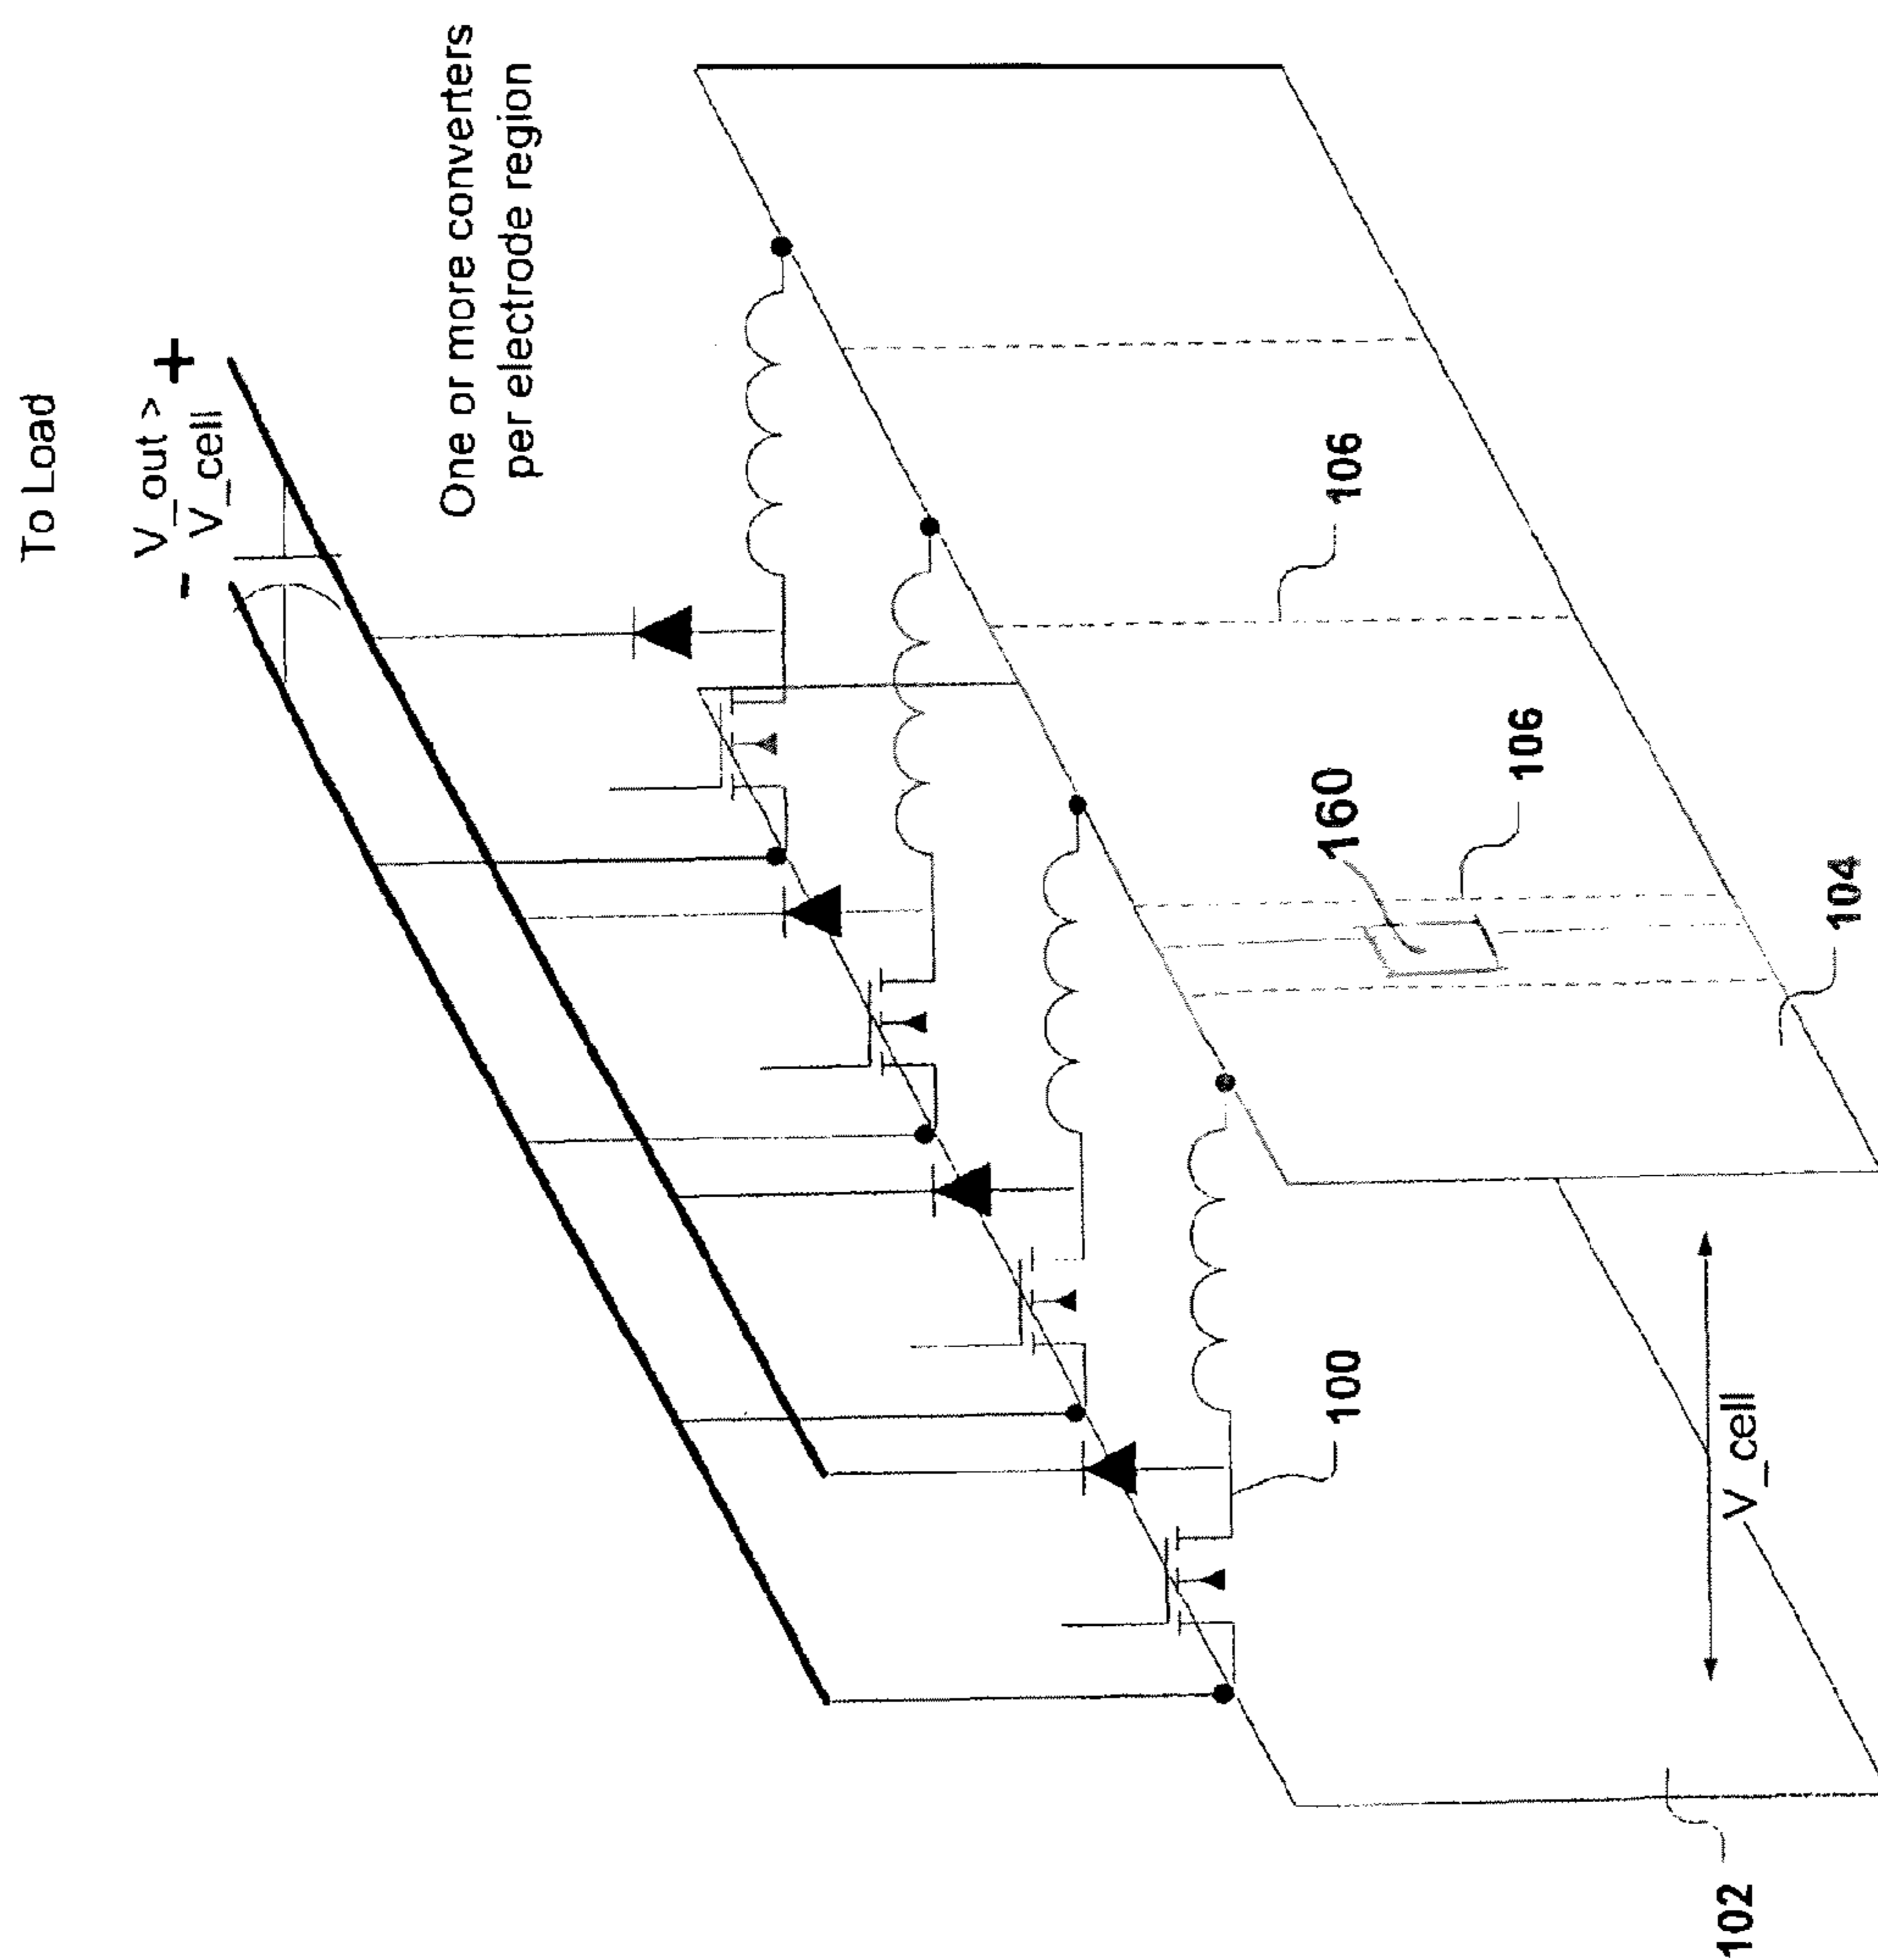 To Load
V_out >
V_cell
- +
One or more converters
per electrode region
106
106
160
104
100
V_cell
102